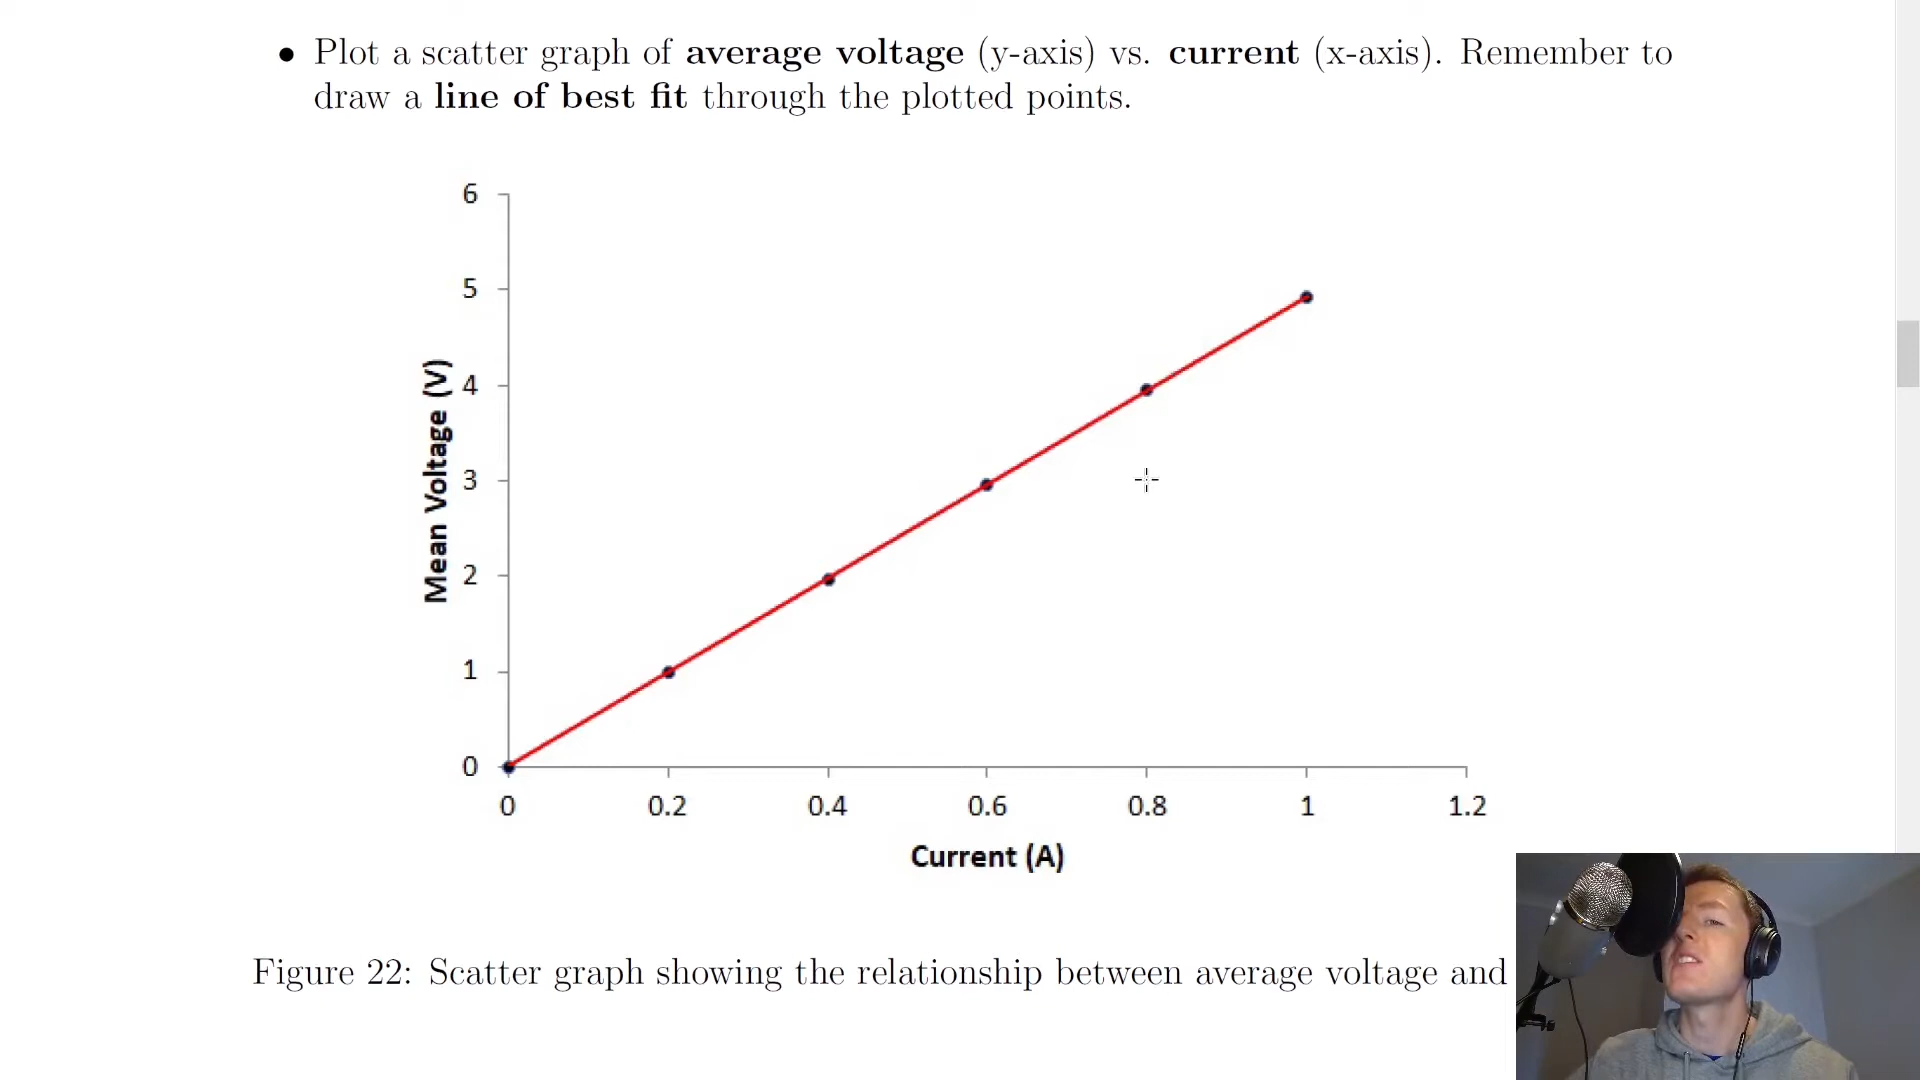 • Plot a scatter graph of average voltage (y-axis) vs. current (x-axis). Remember to
draw a line of best fit through the plotted points.
6
5
4
3
2
1
0
Mean Voltage (V)
0 0.2 0.4 0.6 0.8 1 1.2
Current (A)
Figure 22: Scatter graph showing the relationship between average voltage and